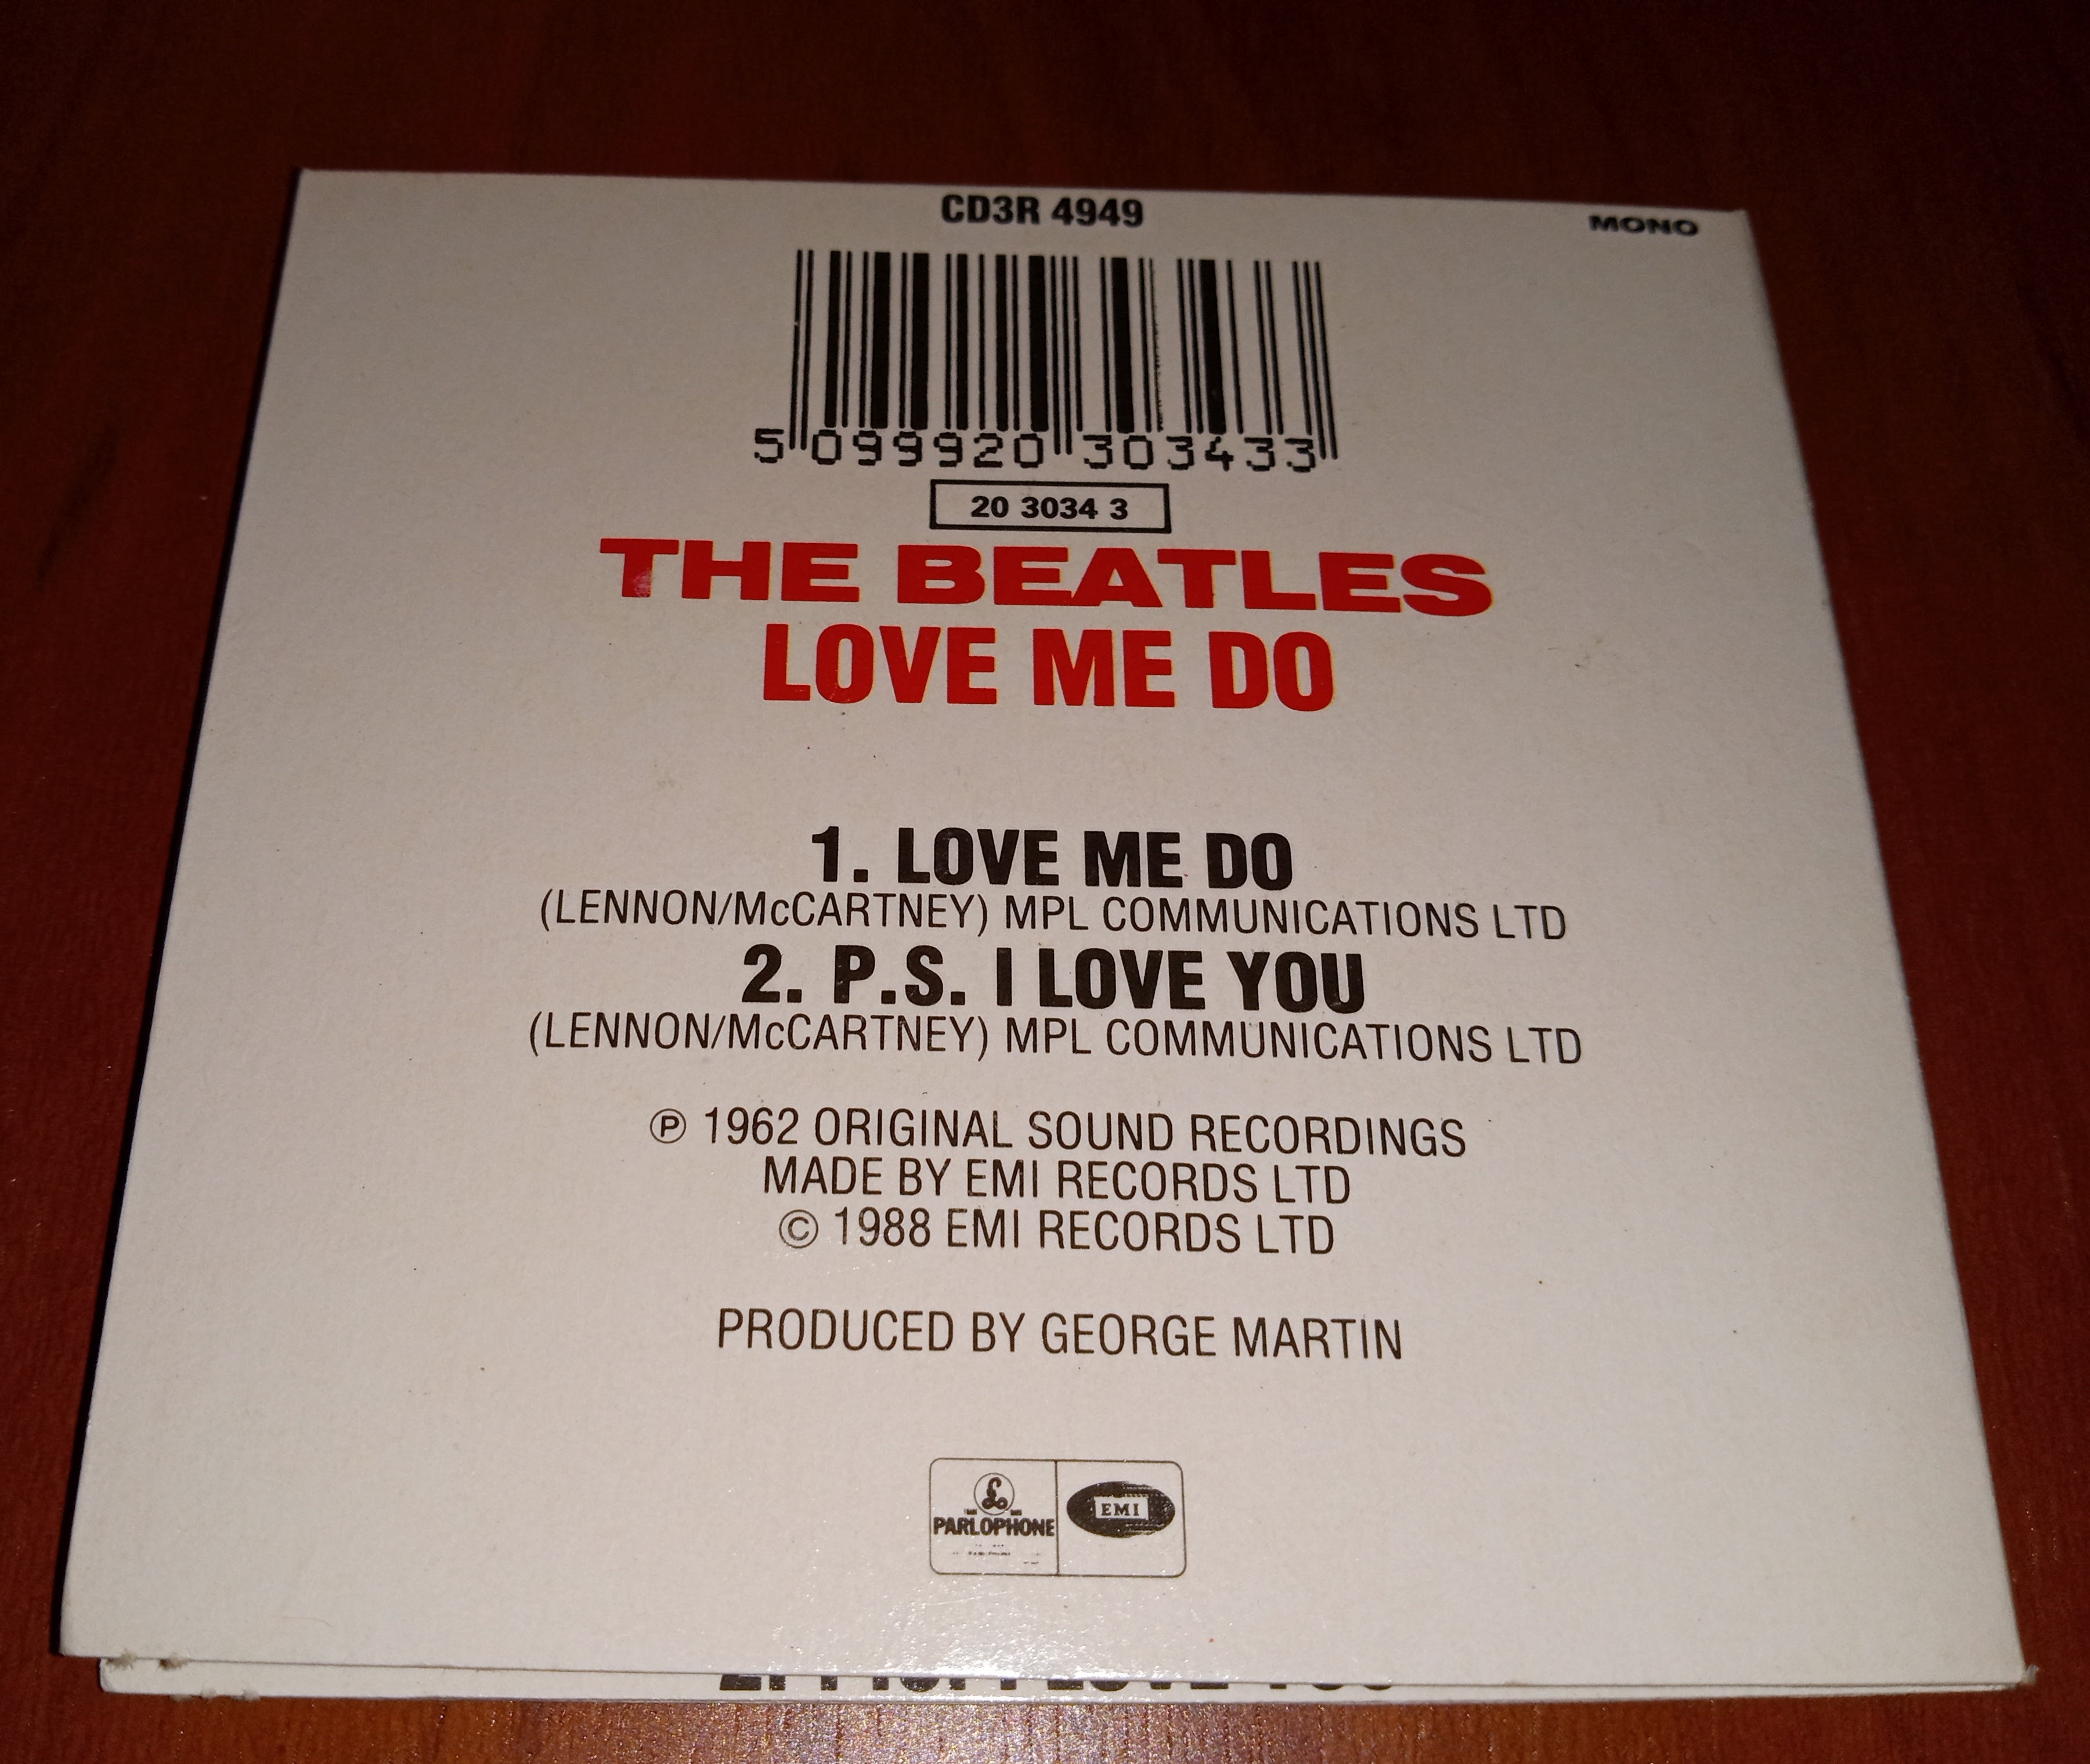 CD3R 4949
MONO
5 099920 303433
20 3034 3
THE BEATLES
LOVE ME DO
1. LOVE ME DO
(LENNON/McCARTNEY) MPL COMMUNICATIONS LTD
2. P.S. I LOVE YOU
(LENNON/McCARTNEY) MPL COMMUNICATIONS LTD
℗ 1962 ORIGINAL SOUND RECORDINGS
MADE BY EMI RECORDS LTD
© 1988 EMI RECORDS LTD
PRODUCED BY GEORGE MARTIN
PARLOPHONE
EMI